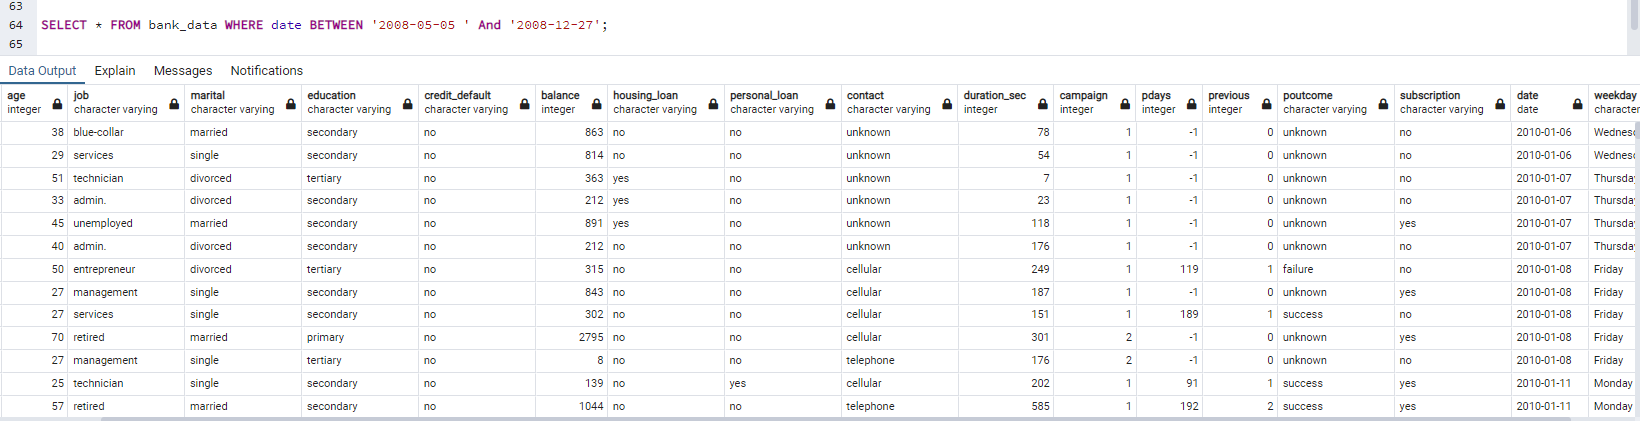 63
64 SELECT * FROM bank_data WHERE date BETWEEN '2008-05-05 ' And '2008-12-27';
65
Data Output Explain Messages Notifications
age job marital education credit_default balance housing_loan personal_loan contact duration_sec campaign pdays previous poutcome subscription date weekday
integer character varying character varying character varying character varying integer character varying character varying character varying integer integer integer integer character varying character varying date character
38 blue-collar married secondary no 863 no no unknown 78 1 -1 0 unknown no 2010-01-06 Wednes
29 services single secondary no 814 no no unknown 54 1 -1 0 unknown no 2010-01-06 Wednes
51 technician divorced tertiary no 363 yes no unknown 7 1 -1 0 unknown no 2010-01-07 Thursda
33 admin. divorced secondary no 212 yes no unknown 23 1 -1 0 unknown no 2010-01-07 Thursda
45 unemployed married secondary no 891 yes no unknown 118 1 -1 0 unknown yes 2010-01-07 Thursda
40 admin. divorced secondary no 212 no no unknown 176 1 -1 0 unknown no 2010-01-07 Thursda
50 entrepreneur divorced tertiary no 315 no no cellular 249 1 119 1 failure no 2010-01-08 Friday
27 management single secondary no 843 no no cellular 187 1 -1 0 unknown yes 2010-01-08 Friday
27 services single secondary no 302 no no cellular 151 1 189 1 success no 2010-01-08 Friday
70 retired married primary no 2795 no no cellular 301 2 -1 0 unknown yes 2010-01-08 Friday
27 management single tertiary no 8 no no telephone 176 2 -1 0 unknown no 2010-01-08 Friday
25 technician single secondary no 139 no yes cellular 202 1 91 1 success yes 2010-01-11 Monday
57 retired married secondary no 1044 no no telephone 585 1 192 2 success yes 2010-01-11 Monday